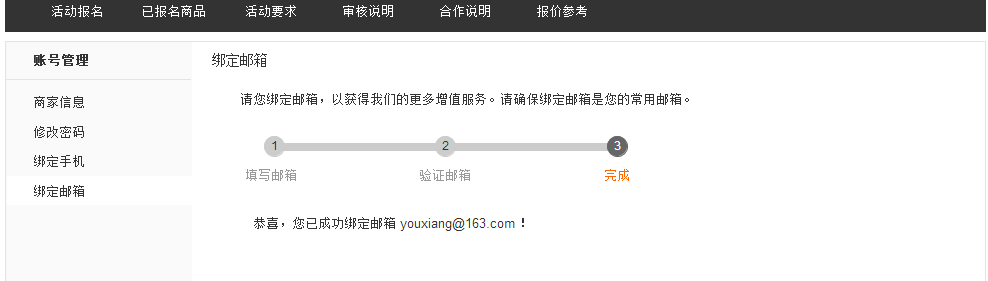 活动报名 已报名商品 活动要求 审核说明 合作说明 报价参考
账号管理
商家信息
修改密码
绑定手机
绑定邮箱
绑定邮箱
请您绑定邮箱，以获得我们的更多增值服务。请确保绑定邮箱是您的常用邮箱。
1 2 3
填写邮箱 验证邮箱 完成
恭喜，您已成功绑定邮箱 youxiang@163.com ！